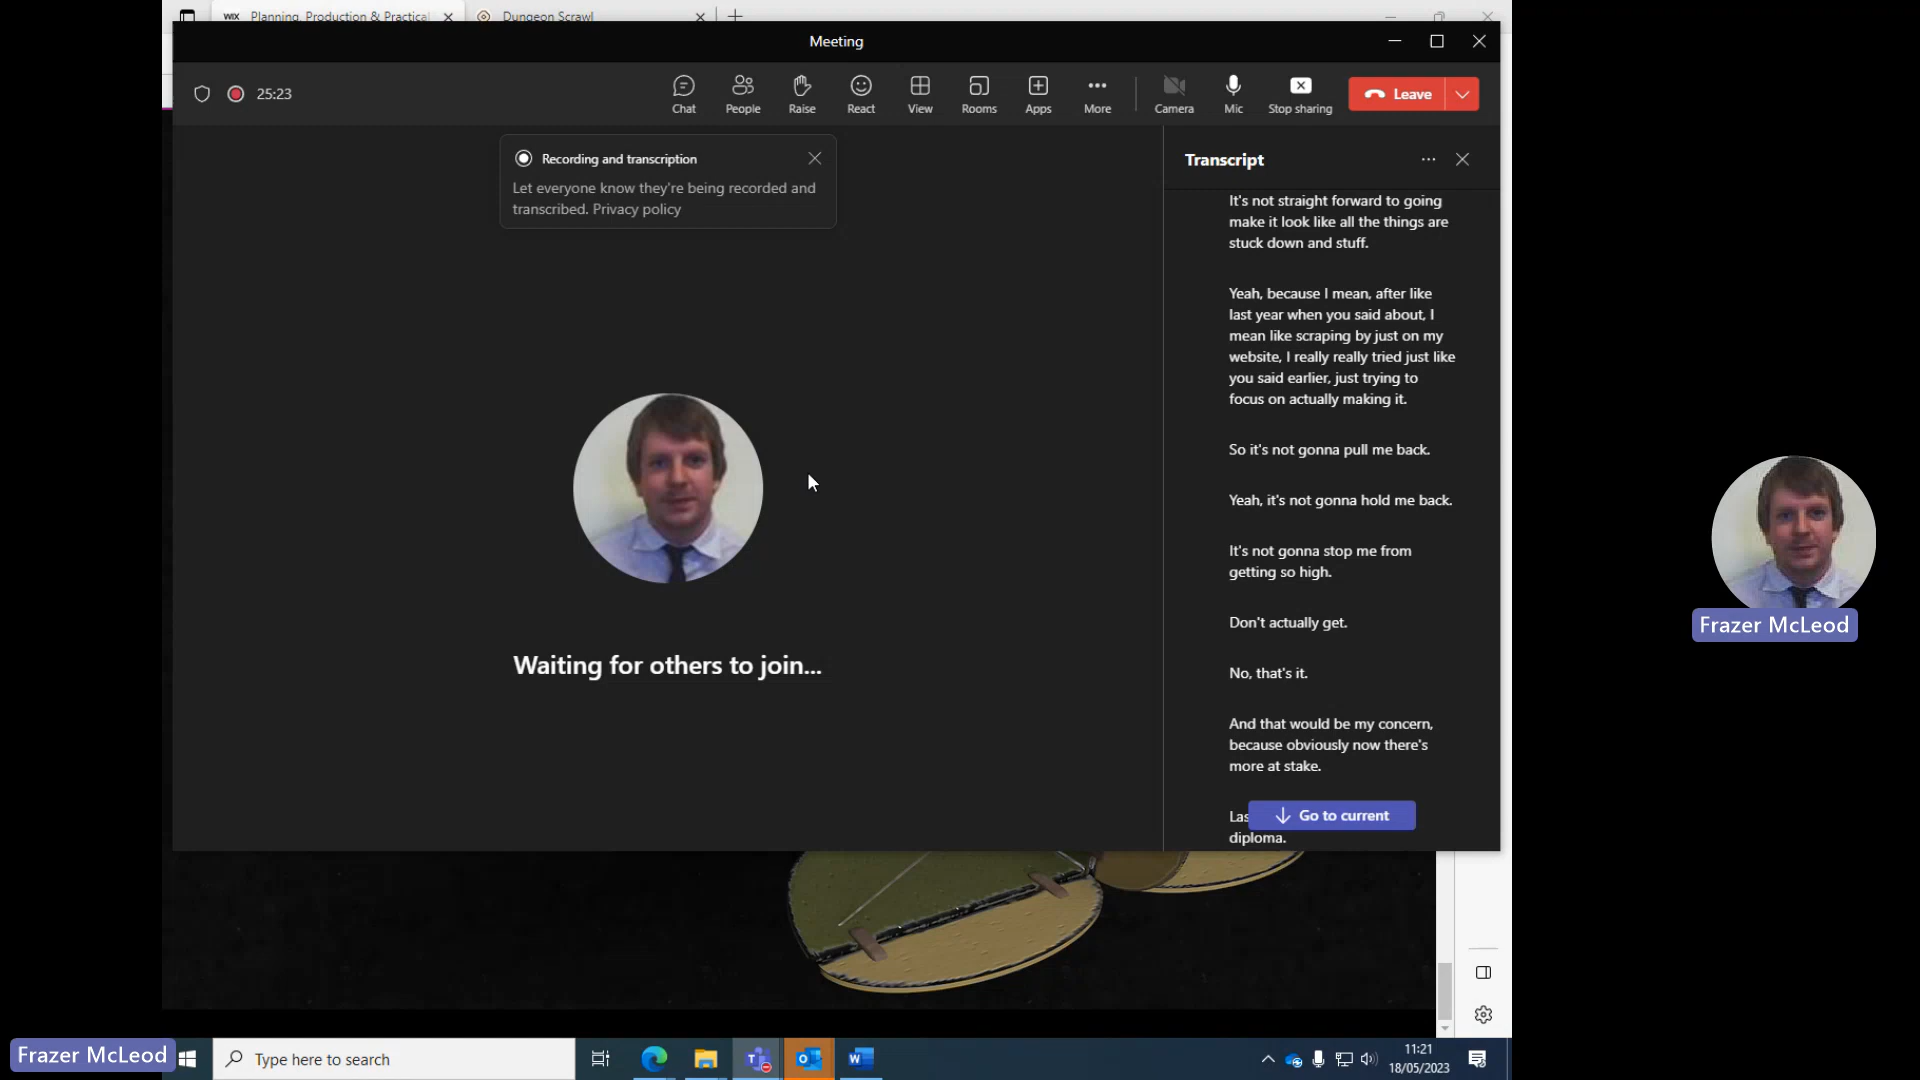 WIX Planning, Production & Practical
Dungeon Scrawl
Meeting
25:23
Chat
People
Raise
React
View
Rooms
Apps
More
Camera
Mic
Stop sharing
Leave
Recording and transcription
Let everyone know they're being recorded and
transcribed. Privacy policy
Waiting for others to join...
Transcript
It's not straight forward to going
make it look like all the things are
stuck down and stuff.
Yeah, because I mean, after like
last year when you said about, I
mean like scraping by just on my
website, I really really tried just like
you said earlier, just trying to
focus on actually making it.
So it's not gonna pull me back.
Yeah, it's not gonna hold me back.
It's not gonna stop me from
getting so high.
Don't actually get.
No, that's it.
And that would be my concern,
because obviously now there's
more at stake.
Las
diploma.
Go to current
Frazer McLeod
Frazer McLeod
Type here to search
11:21
18/05/2023